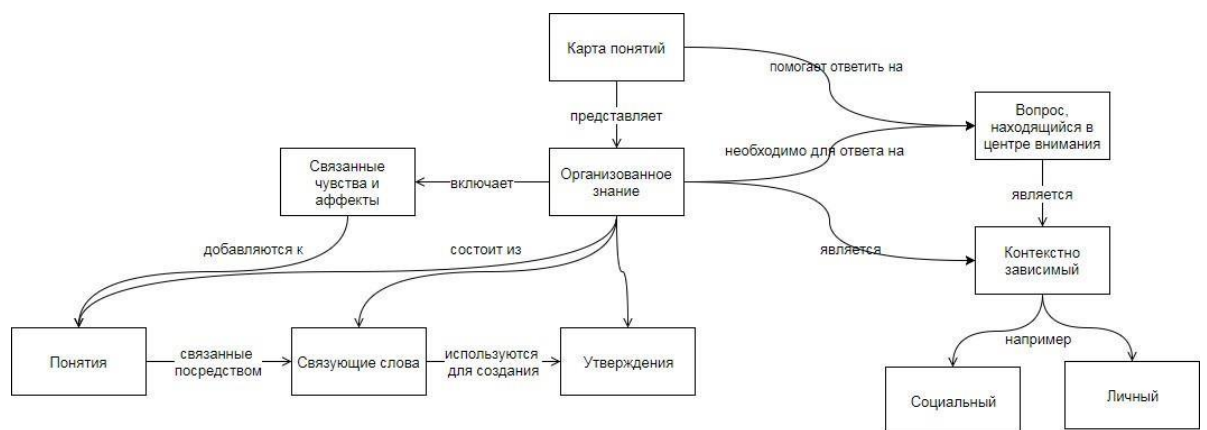 Карта понятий
помогает ответить на
Вопрос,
находящийся в
центре внимания
представляет
необходимо для ответа на
Связанные
чувства и
аффекты
включает
Организованное
знание
является
добавляются к
состоит из
является
Контекстно
зависимый
Понятия
связанные
посредством
Связующие слова
используются
для создания
Утверждения
например
Социальный
Личный